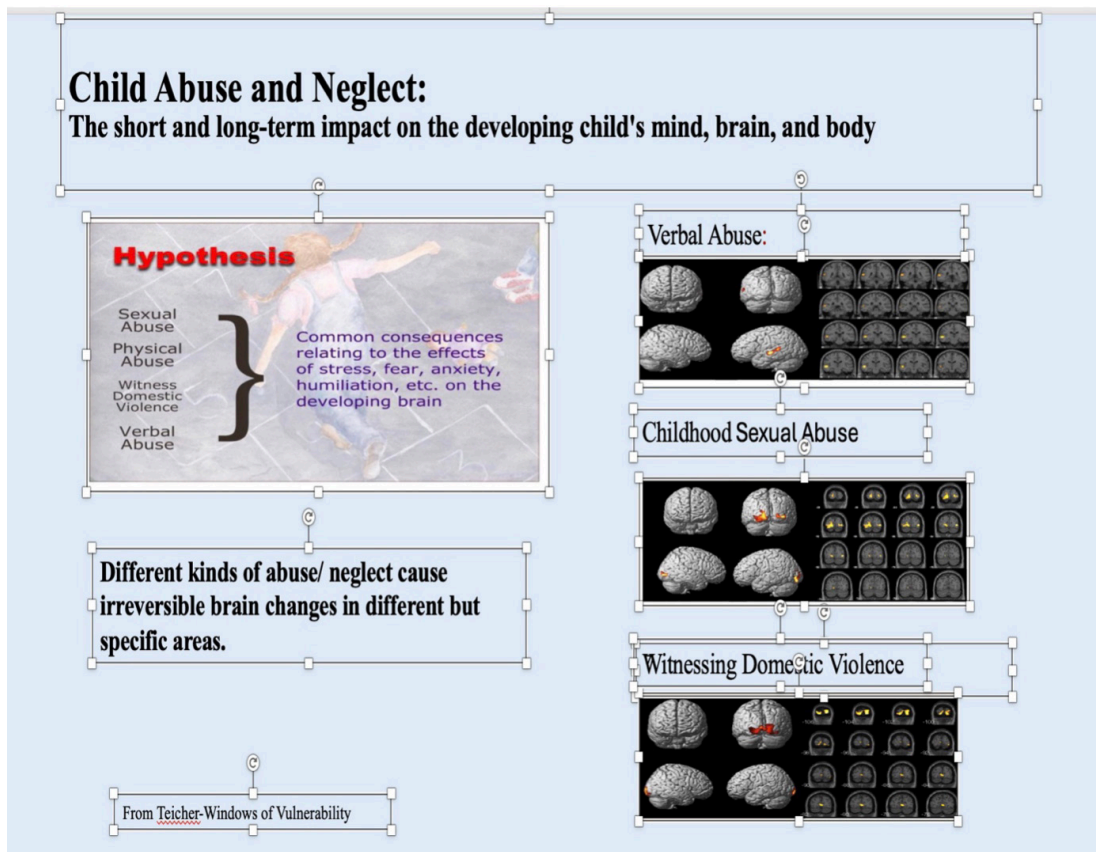 Child Abuse and Neglect:
The short and long-term impact on the developing child's mind, brain, and body
Hypothesis
Sexual
Abuse
Physical
Abuse
Witness
Domestic
Violence
Verbal
Abuse
Common consequences
relating to the effects
of stress, fear, anxiety,
humiliation, etc. on the
developing brain
Different kinds of abuse/ neglect cause
irreversible brain changes in different but
specific areas.
From Teicher-Windows of Vulnerability
Verbal Abuse:
Childhood Sexual Abuse
Witnessing Domestic Violence